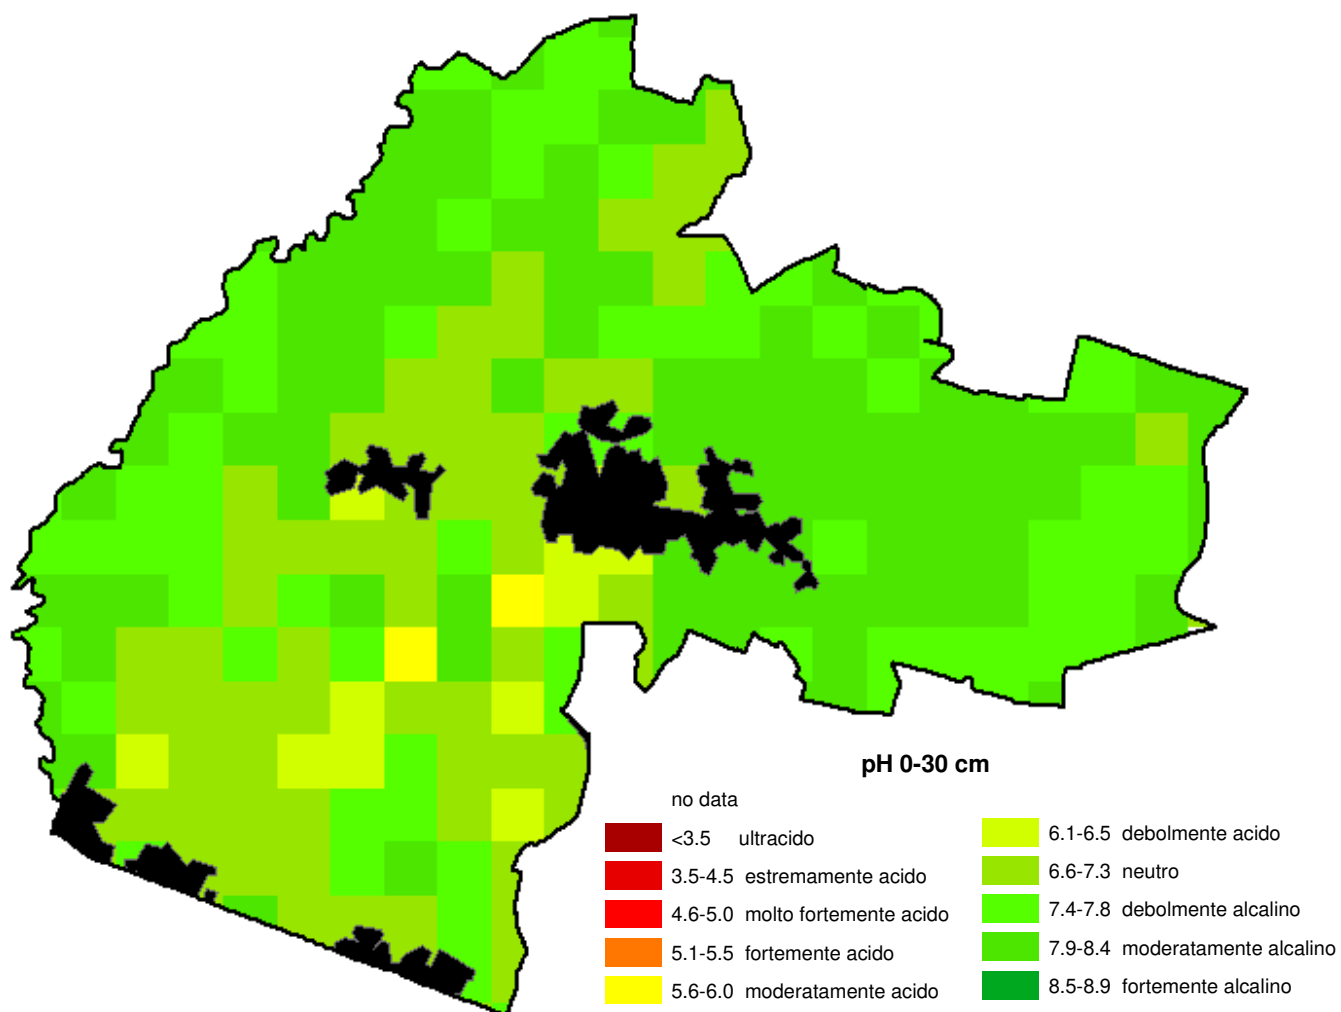 pH 0-30 cm
no data
<3.5 ultracido
3.5-4.5 estremamente acido
4.6-5.0 molto fortemente acido
5.1-5.5 fortemente acido
5.6-6.0 moderatamente acido
6.1-6.5 debolmente acido
6.6-7.3 neutro
7.4-7.8 debolmente alcalino
7.9-8.4 moderatamente alcalino
8.5-8.9 fortemente alcalino